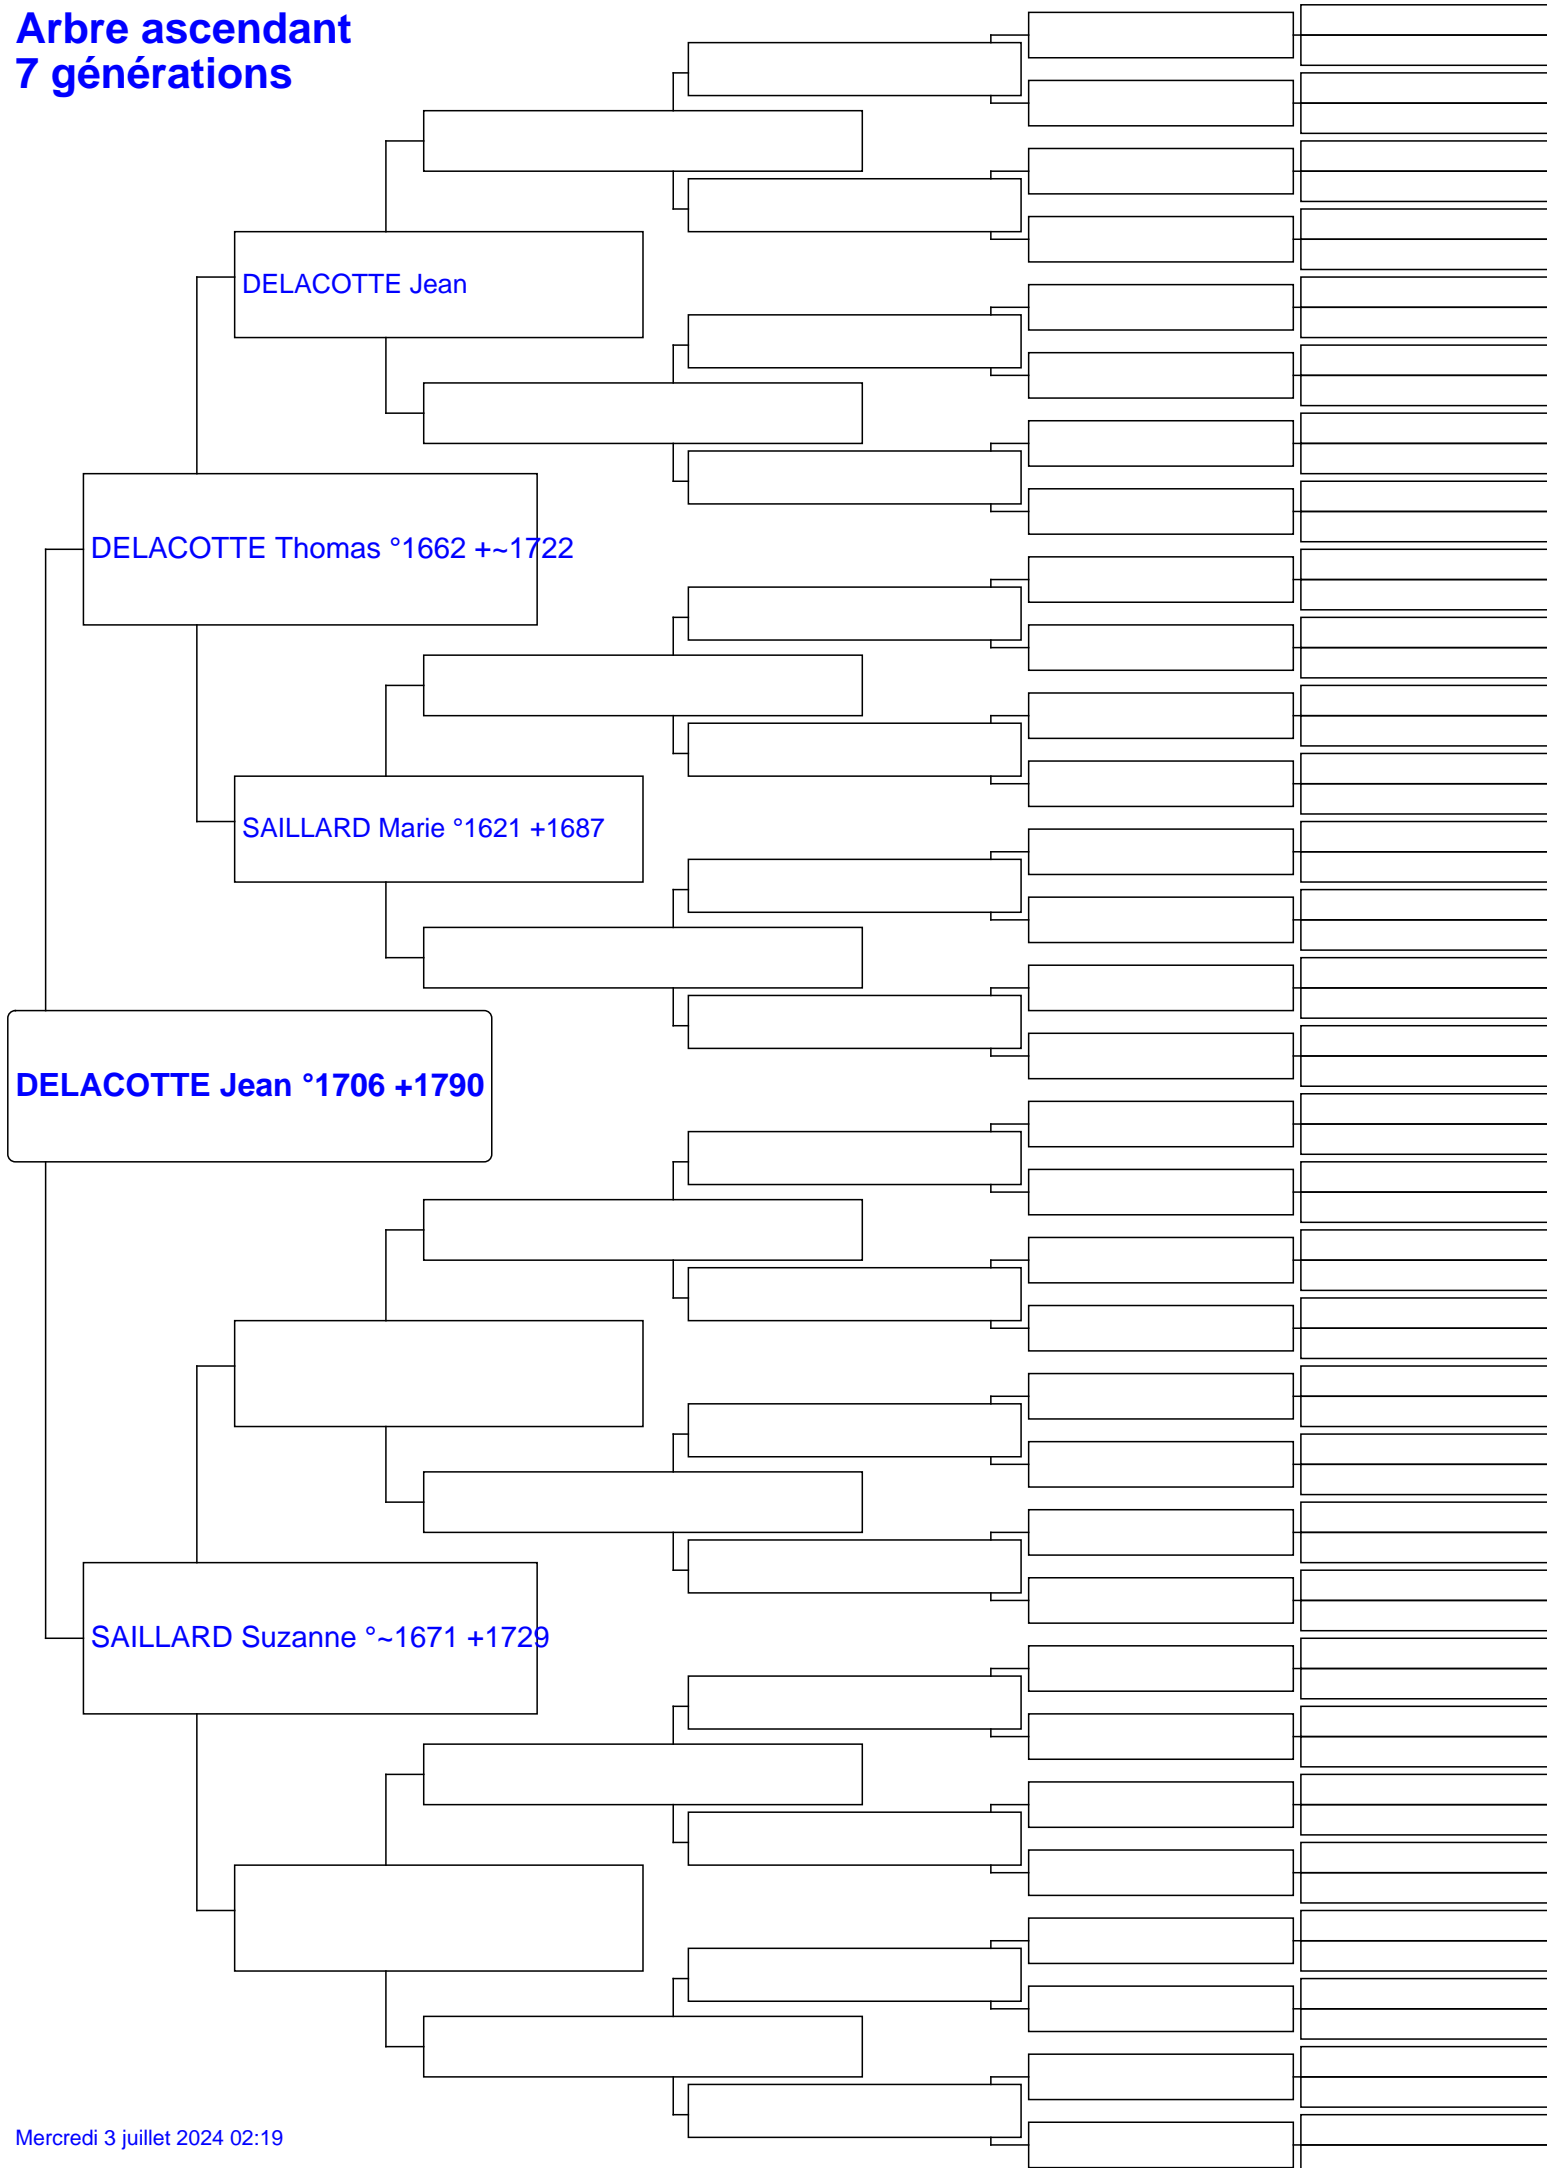 Arbre ascendant
7 générations
DELACOTTE Jean
DELACOTTE Thomas °1662 +~1722
SAILLARD Marie °1621 +1687
DELACOTTE Jean °1706 +1790
SAILLARD Suzanne °~1671 +1729
Mercredi 3 juillet 2024 02:19